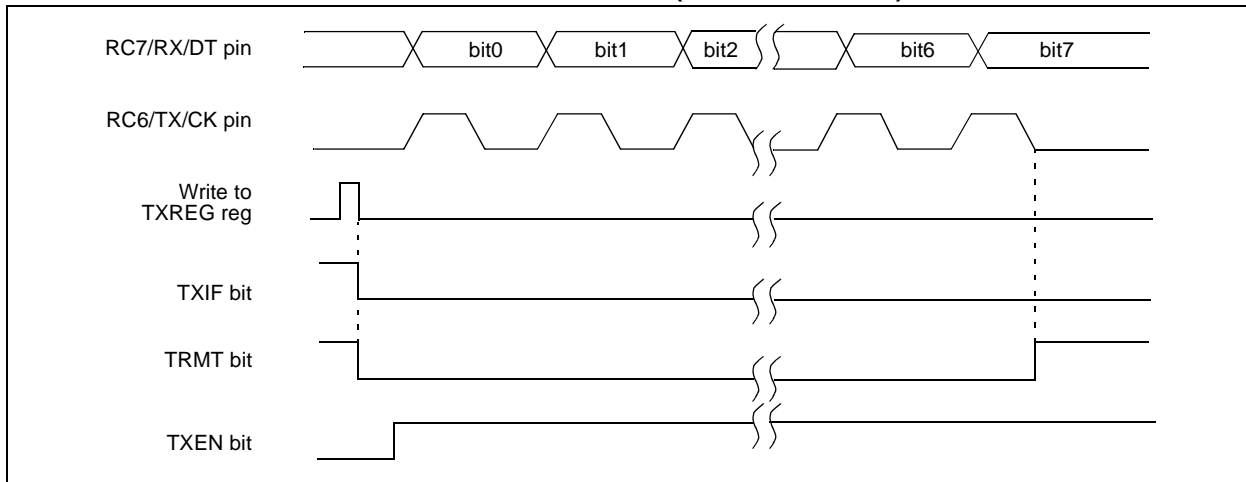 RC7/RX/DT pin
bit0
bit1
bit2
bit6
bit7
RC6/TX/CK pin
Write to
TXREG reg
TXIF bit
TRMT bit
TXEN bit